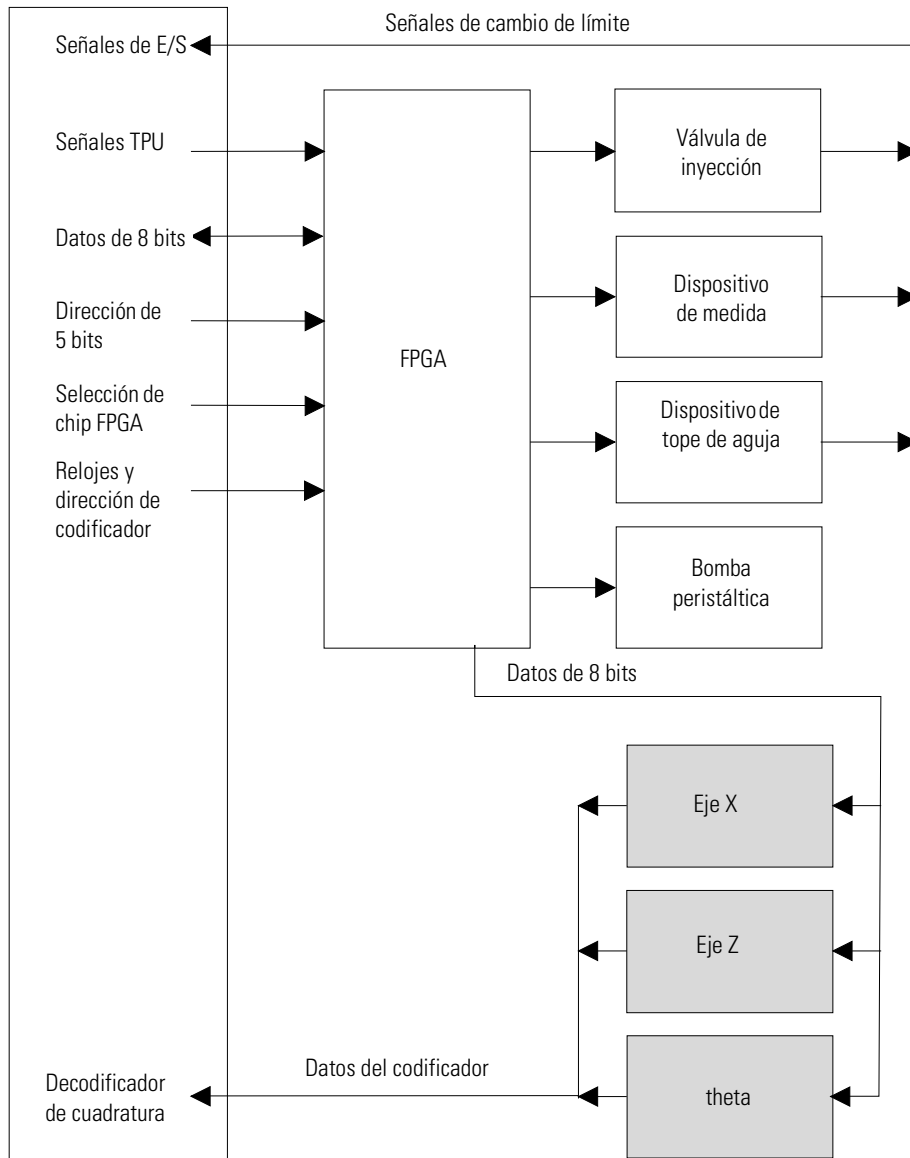 Señales de cambio de límite
Señales de E/S
Señales TPU
Datos de 8 bits
Dirección de
5 bits
Selección de
chip FPGA
Relojes y
dirección de
codificador
FPGA
Válvula de
inyección
Dispositivo
de medida
Dispositivo de
tope de aguja
Bomba
peristáltica
Datos de 8 bits
Eje X
Eje Z
theta
Datos del codificador
Decodificador
de cuadratura